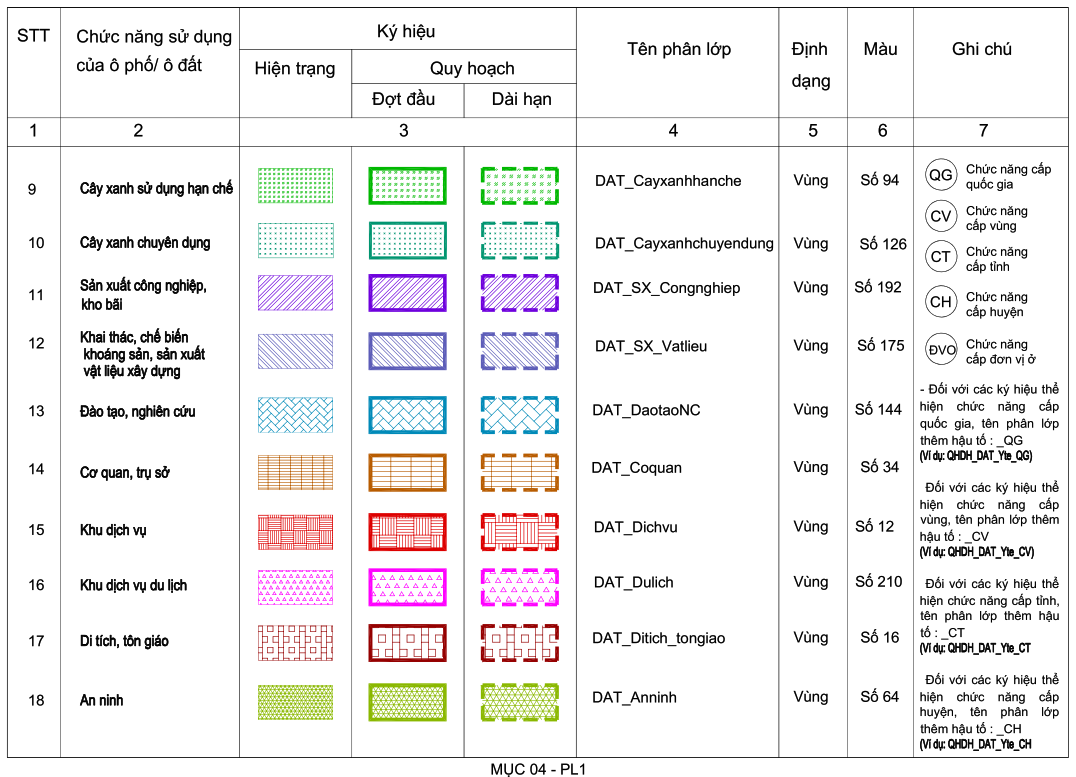 STT
Chức năng sử dụng
của ô phố/ ô đất
Ký hiệu
Hiện trạng
Quy hoạch
Đợt đầu
Dài hạn
Tên phân lớp
Định
dạng
Màu
Ghi chú
1
2
3
4
5
6
7
9
Cây xanh sử dụng hạn chế
DAT_Cayxanhhanche
Vùng
Số 94
10
Cây xanh chuyên dụng
DAT_Cayxanhchuyendung
Vùng
Số 126
11
Sản xuất công nghiệp,
kho bãi
DAT_SX_Congnghiep
Vùng
Số 192
12
Khai thác, chế biến
khoáng sản, sản xuất
vật liệu xây dựng
DAT_SX_Vatlieu
Vùng
Số 175
13
Đào tạo, nghiên cứu
DAT_DaotaoNC
Vùng
Số 144
14
Cơ quan, trụ sở
DAT_Coquan
Vùng
Số 34
15
Khu dịch vụ
DAT_Dichvu
Vùng
Số 12
16
Khu dịch vụ du lịch
DAT_Dulich
Vùng
Số 210
17
Di tích, tôn giáo
DAT_Ditich_tongiao
Vùng
Số 16
18
An ninh
DAT_Anninh
Vùng
Số 64
QG
Chức năng cấp
quốc gia
CV
Chức năng
cấp vùng
CT
Chức năng
cấp tỉnh
CH
Chức năng
cấp huyện
ĐVO
Chức năng
cấp đơn vị ở
- Đối với các ký hiệu thể
hiện chức năng cấp
quốc gia, tên phân lớp
thêm hậu tố : _QG
(Ví dụ: QHDH_DAT_Yte_QG)
Đối với các ký hiệu thể
hiện chức năng cấp
vùng, tên phân lớp thêm
hậu tố : _CV
(Ví dụ: QHDH_DAT_Yte_CV)
Đối với các ký hiệu thể
hiện chức năng cấp tỉnh,
tên phân lớp thêm hậu
tố : _CT
(Ví dụ: QHDH_DAT_Yte_CT
Đối với các ký hiệu thể
hiện chức năng cấp
huyện, tên phân lớp
thêm hậu tố : _CH
(Ví dụ: QHDH_DAT_Yte_CH
MỤC 04 - PL1